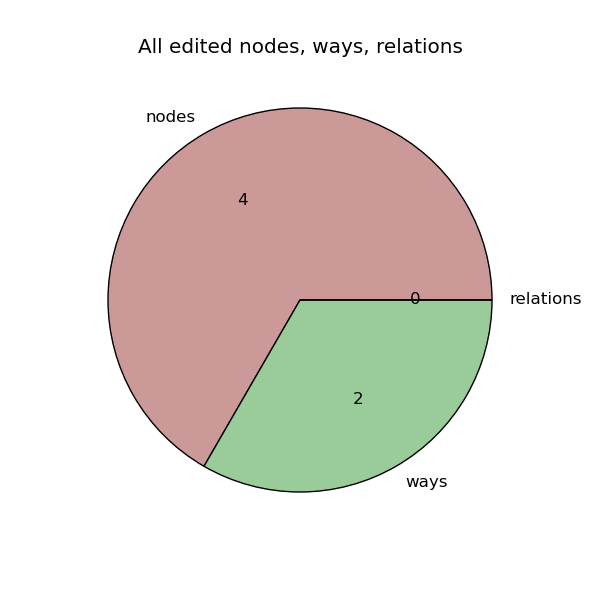 All edited nodes, ways, relations
nodes
4
0
relations
2
ways